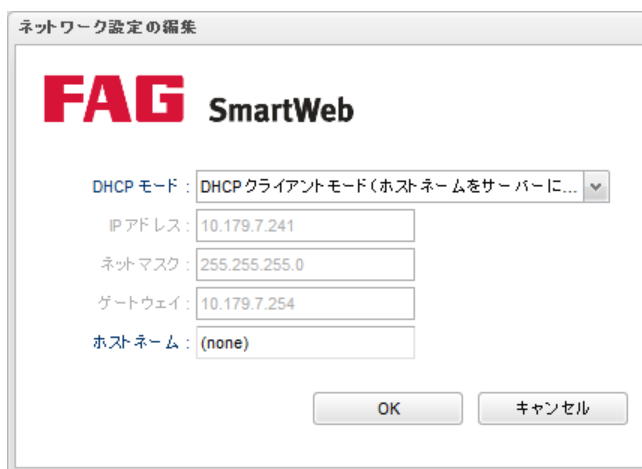 ネットワーク設定の編集
FAG SmartWeb
DHCP モード : DHCP クライアントモード(ホストネームをサーバーに...
IP アドレス : 10.179.7.241
ネットマスク : 255.255.255.0
ゲートウェイ : 10.179.7.254
ホストネーム : (none)
OK キャンセル